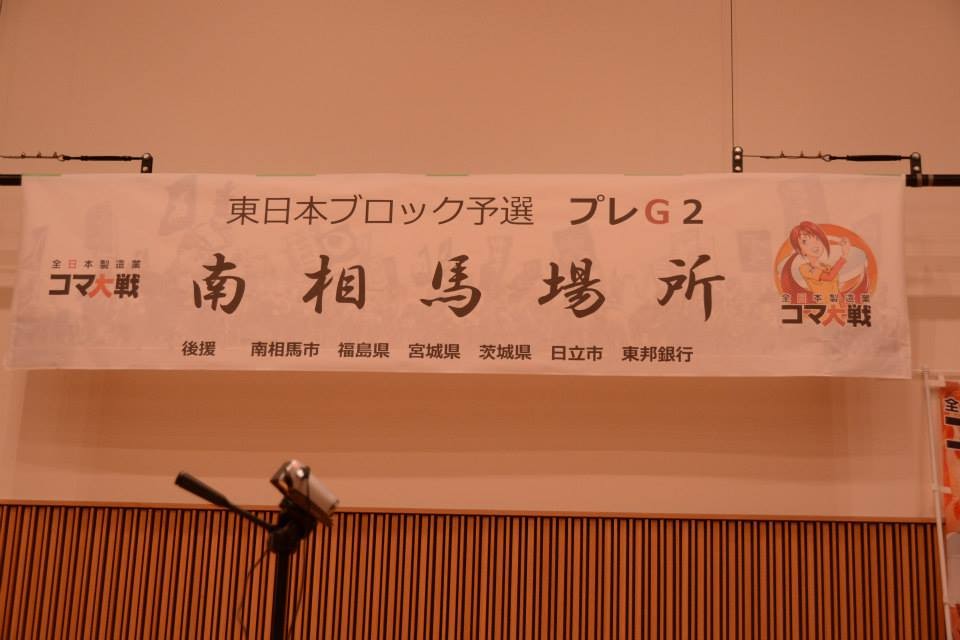 東日本ブロック予選 プレG2
全日本製造業
コマ大戦
南相馬場所
全日本製造業
コマ大戦
後援 南相馬市 福島県 宮城県 茨城県 日立市 東邦銀行
全